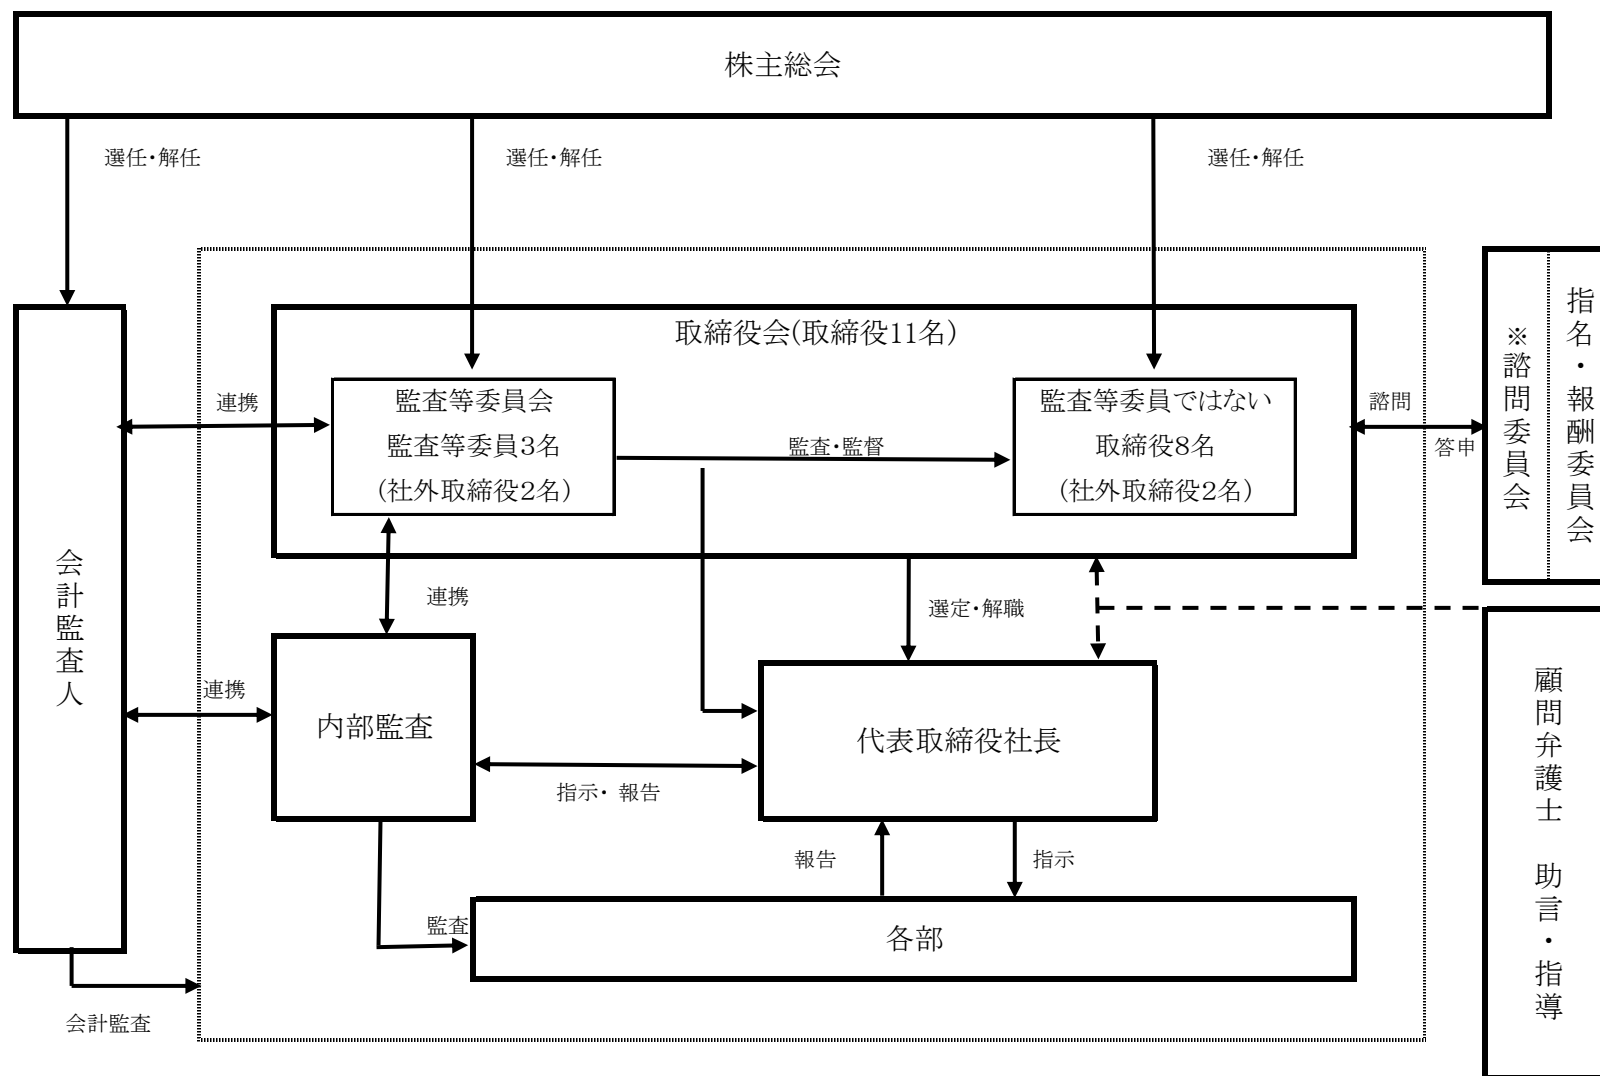 株主総会
選任・解任
選任・解任
選任・解任
取締役会(取締役11名)
監査等委員会
監査等委員3名
(社外取締役2名)
監査等委員ではない
取締役8名
(社外取締役2名)
連携
監査・監督
諮問
答申
指名・報酬委員会
※諮問委員会
会計監査人
連携
選定・解職
連携
内部監査
代表取締役社長
顧問弁護士 助言・指導
指示・ 報告
報告
指示
監査
各部
会計監査